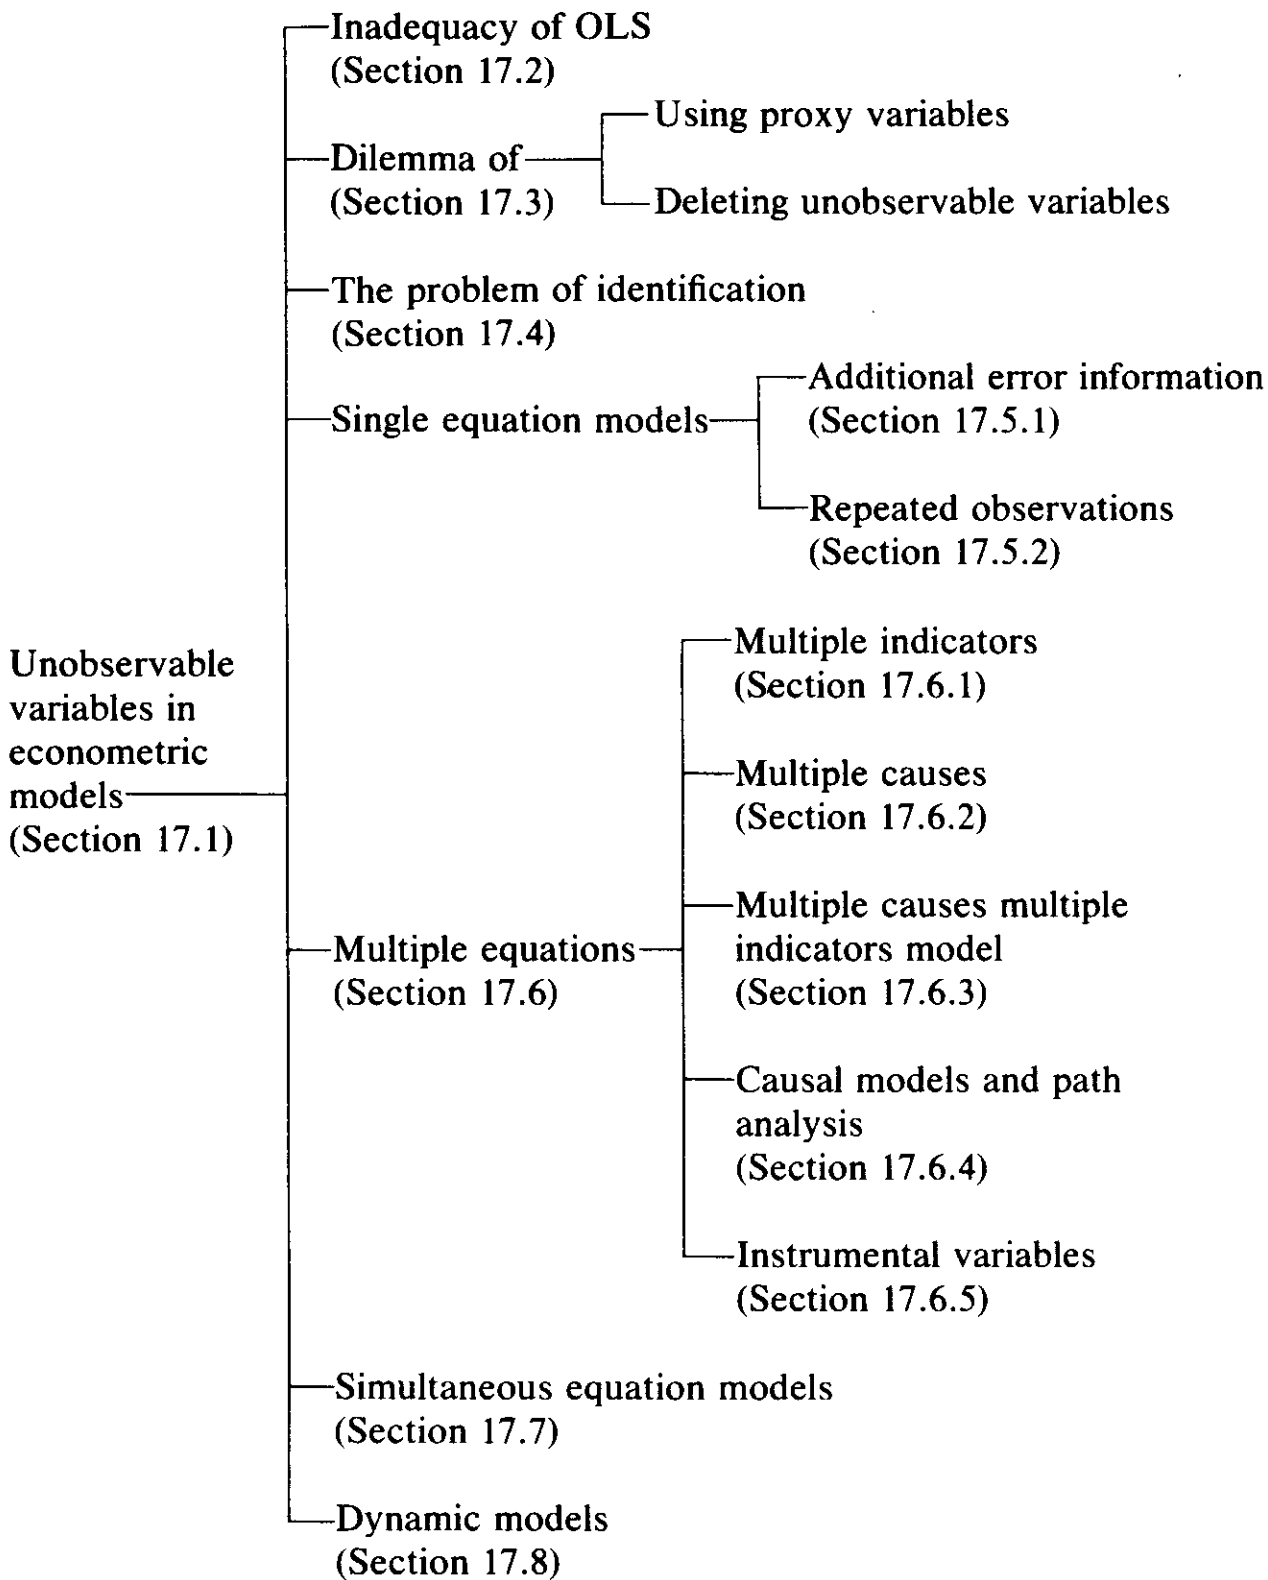 Inadequacy of OLS
(Section 17.2)
Dilemma of
(Section 17.3)
Using proxy variables
Deleting unobservable variables
The problem of identification
(Section 17.4)
Single equation models
Additional error information
(Section 17.5.1)
Repeated observations
(Section 17.5.2)
Unobservable
variables in
econometric
models
(Section 17.1)
Multiple equations
(Section 17.6)
Multiple indicators
(Section 17.6.1)
Multiple causes
(Section 17.6.2)
Multiple causes multiple
indicators model
(Section 17.6.3)
Causal models and path
analysis
(Section 17.6.4)
Instrumental variables
(Section 17.6.5)
Simultaneous equation models
(Section 17.7)
Dynamic models
(Section 17.8)